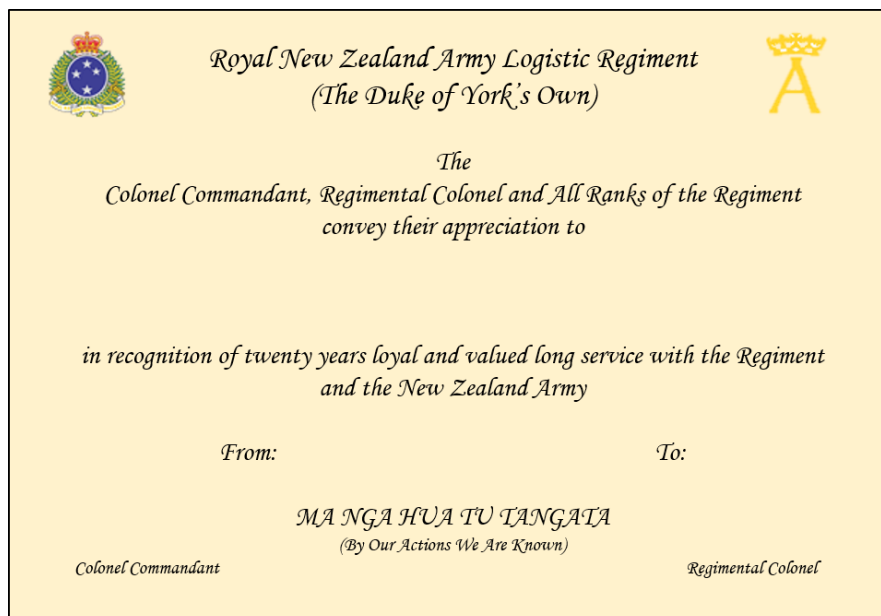 Royal New Zealand Army Logistic Regiment
(The Duke of York's Own)
The
Colonel Commandant, Regimental Colonel and All Ranks of the Regiment
convey their appreciation to
in recognition of twenty years loyal and valued long service with the Regiment
and the New Zealand Army
From: To:
MA NGA HUA TU TANGATA
(By Our Actions We Are Known)
Colonel Commandant Regimental Colonel